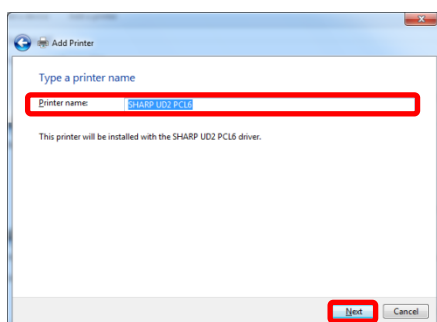 Add Printer
Type a printer name
Printer name: SHARP UD2 PCL6
This printer will be installed with the SHARP UD2 PCL6 driver.
Next Cancel